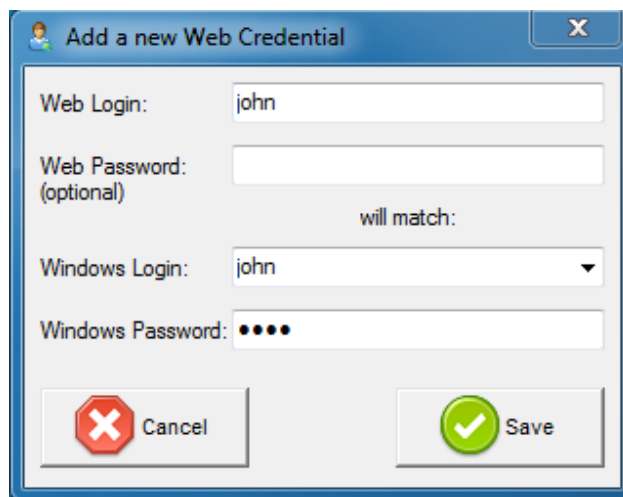 Add a new Web Credential
Web Login: john
Web Password:
(optional)
will match:
Windows Login: john
Windows Password: ●●●●
Cancel Save